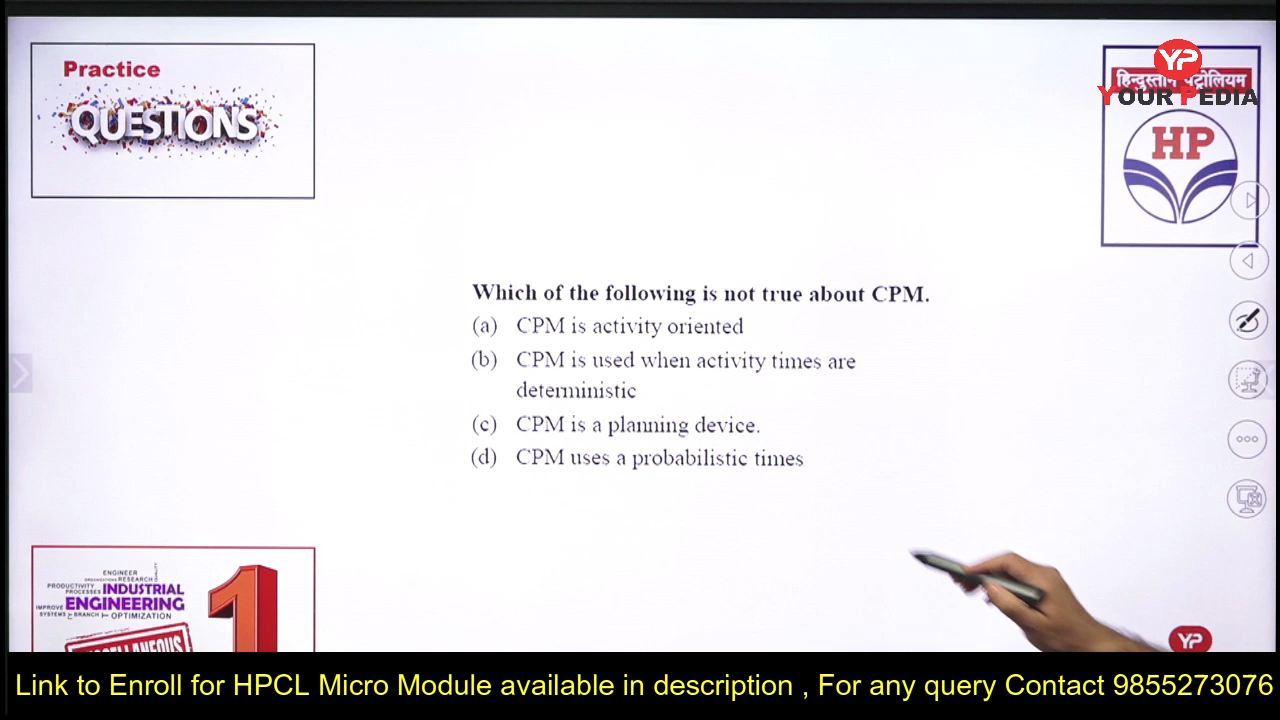 Practice
QUESTIONS
YP
हिन्दुस्तान पेट्रोलियम
YOUR PEDIA
HP
Which of the following is not true about CPM.
(a) CPM is activity oriented
(b) CPM is used when activity times are
deterministic
(c) CPM is a planning device.
(d) CPM uses a probabilistic times
ENGINEER
ORGANIZATIONS RESEARCH QUALITY
PRODUCTIVITY
PROCESSES INDUSTRIAL
IMPROVE ENGINEERING
SYSTEMS BRANCH OPTIMIZATION
1
MISCELLANEOUS
YP
Link to Enroll for HPCL Micro Module available in description , For any query Contact 9855273076